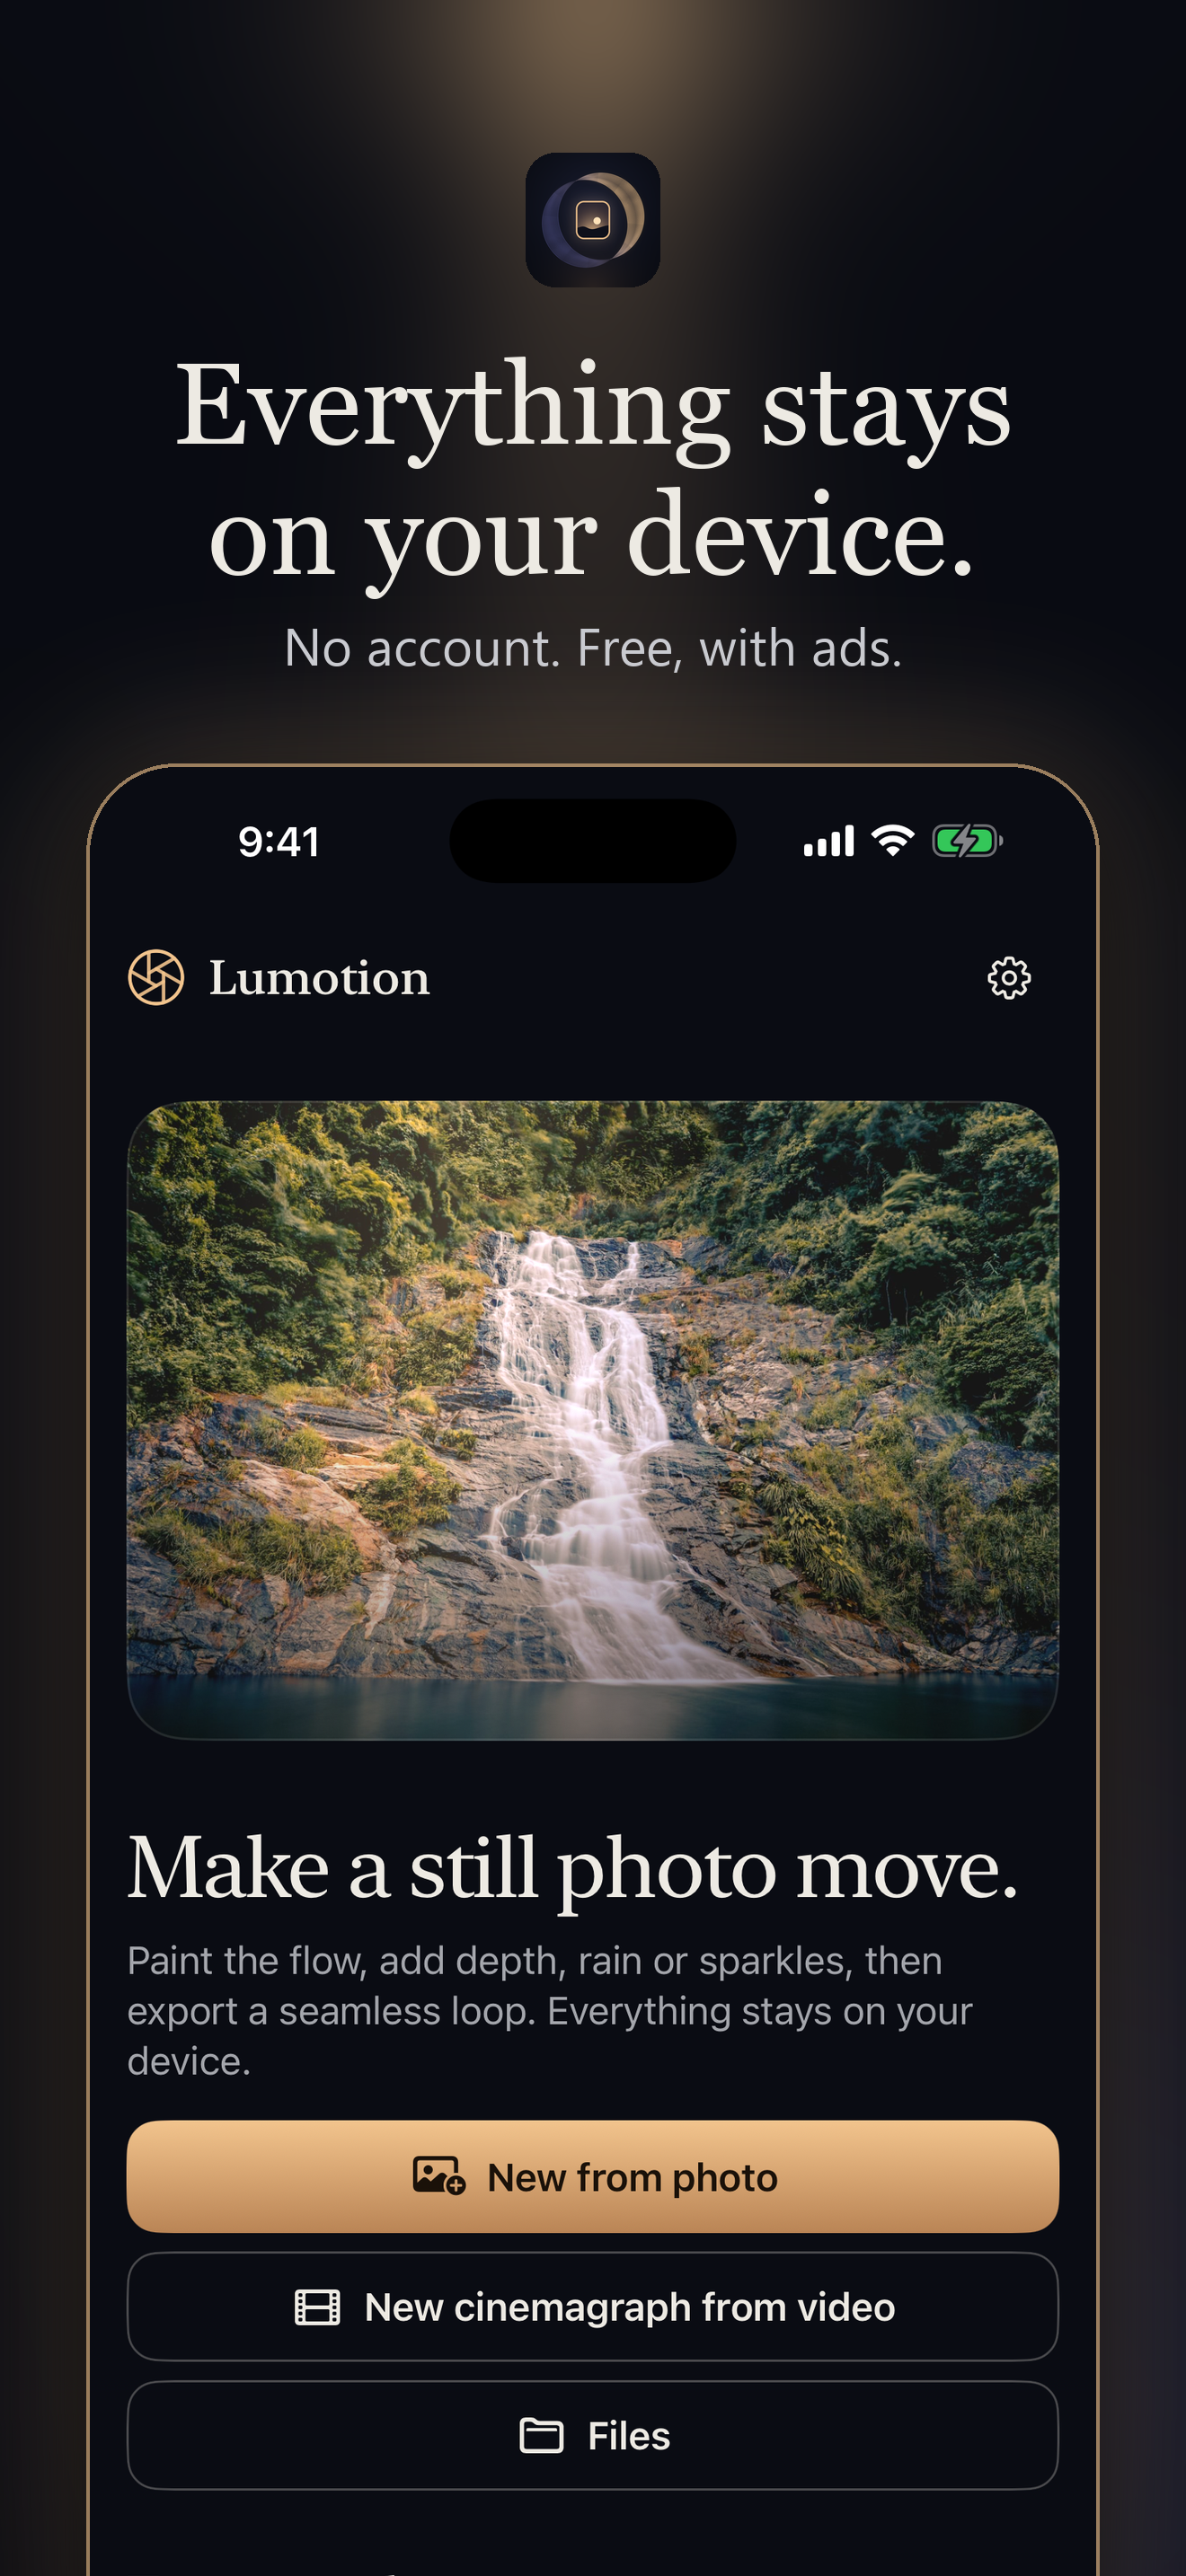 Everything stays
on your device.
No account. Free, with ads.
9:41
Lumotion
Make a still photo move.
Paint the flow, add depth, rain or sparkles, then
export a seamless loop. Everything stays on your
device.
New from photo
New cinemagraph from video
Files